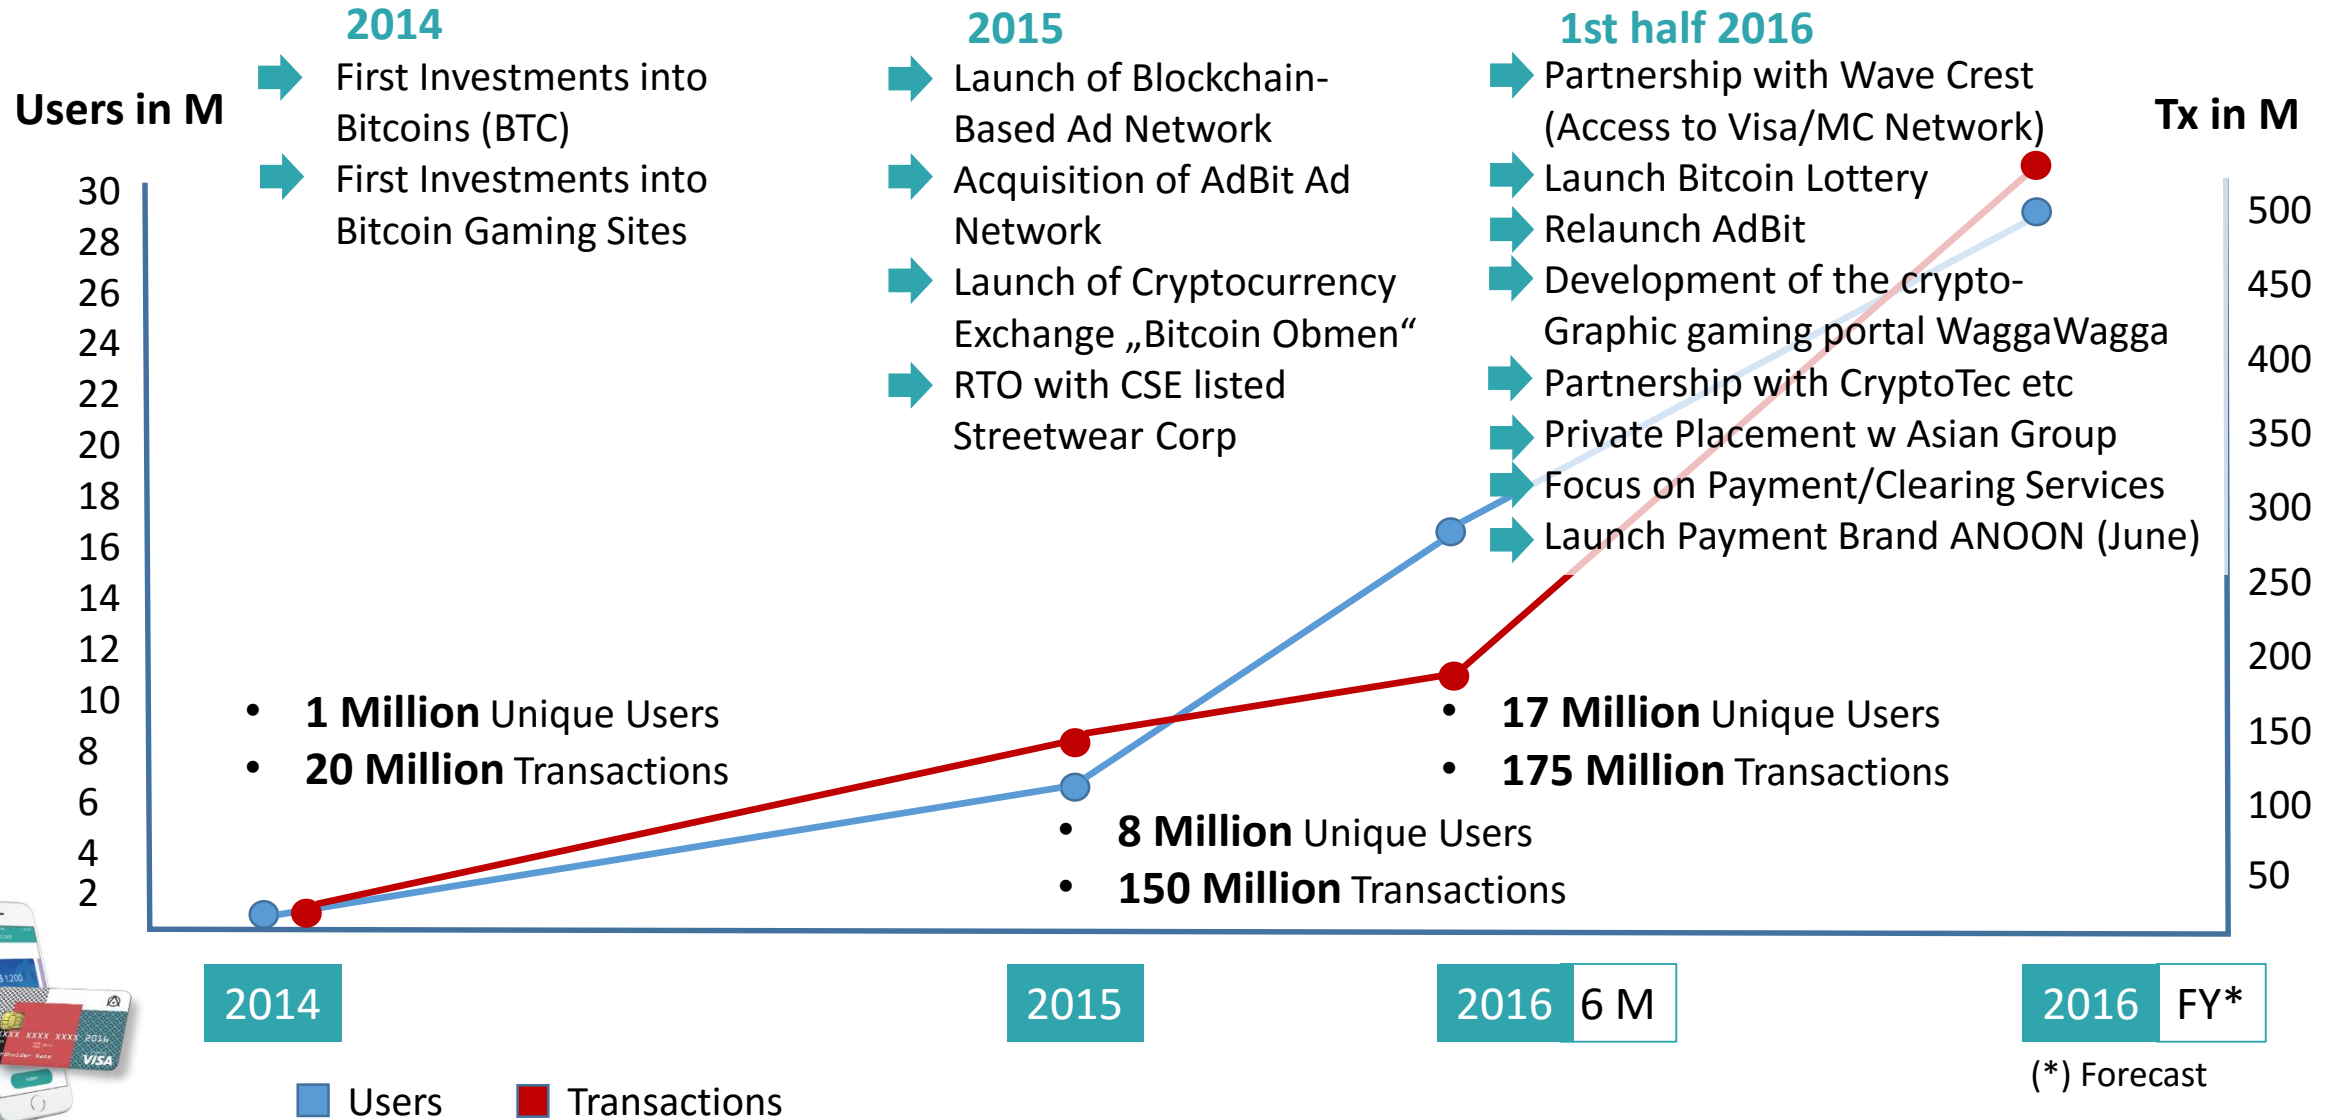 2014
First Investments into
Bitcoins (BTC)
First Investments into
Bitcoin Gaming Sites
2015
Launch of Blockchain-
Based Ad Network
Acquisition of AdBit Ad
Network
Launch of Cryptocurrency
Exchange „Bitcoin Obmen“
RTO with CSE listed
Streetwear Corp
1st half 2016
Partnership with Wave Crest
(Access to Visa/MC Network)
Launch Bitcoin Lottery
Relaunch AdBit
Development of the crypto-
Graphic gaming portal WaggaWagga
Partnership with CryptoTec etc
Private Placement w Asian Group
Focus on Payment/Clearing Services
Launch Payment Brand ANOON (June)
Users in M
30
28
26
24
22
20
18
16
14
12
10
8
6
4
2
Tx in M
500
450
400
350
300
250
200
150
100
50
• 1 Million Unique Users
• 20 Million Transactions
• 8 Million Unique Users
• 150 Million Transactions
• 17 Million Unique Users
• 175 Million Transactions
2014
2015
2016 6 M
2016 FY*
(*) Forecast
Users
Transactions
VISA